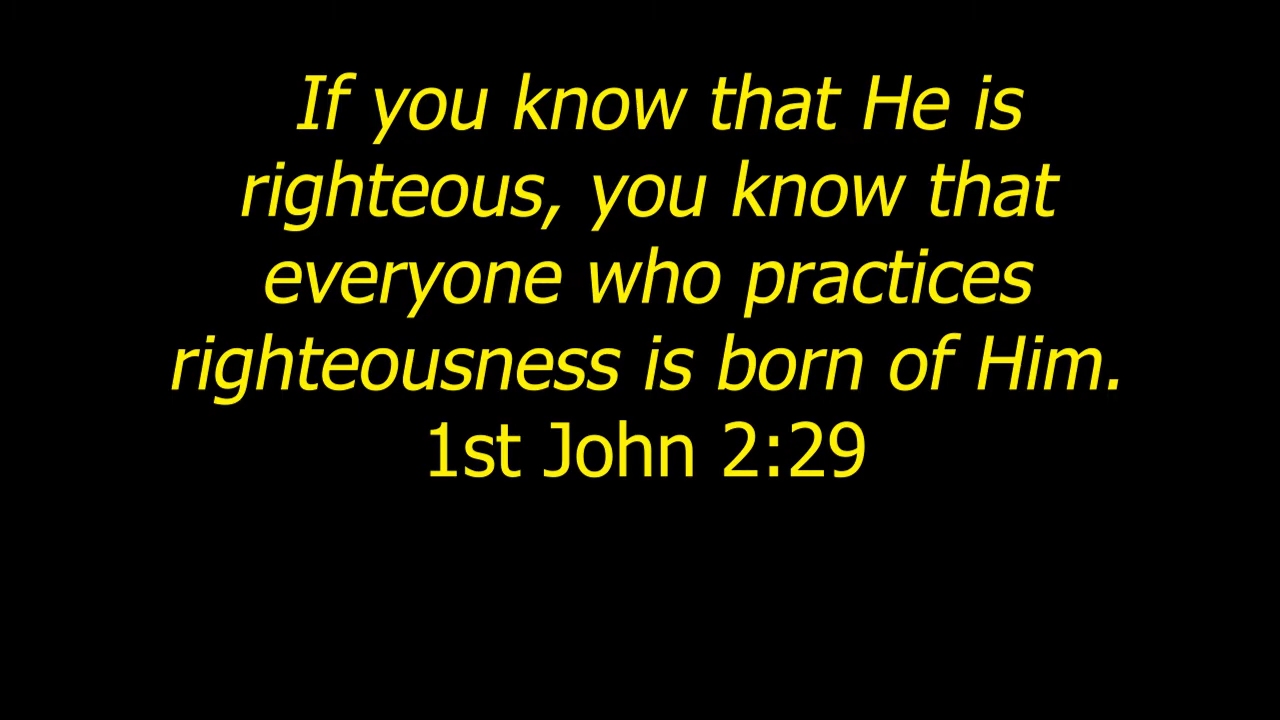 If you know that He is
righteous, you know that
everyone who practices
righteousness is born of Him.
1st John 2:29